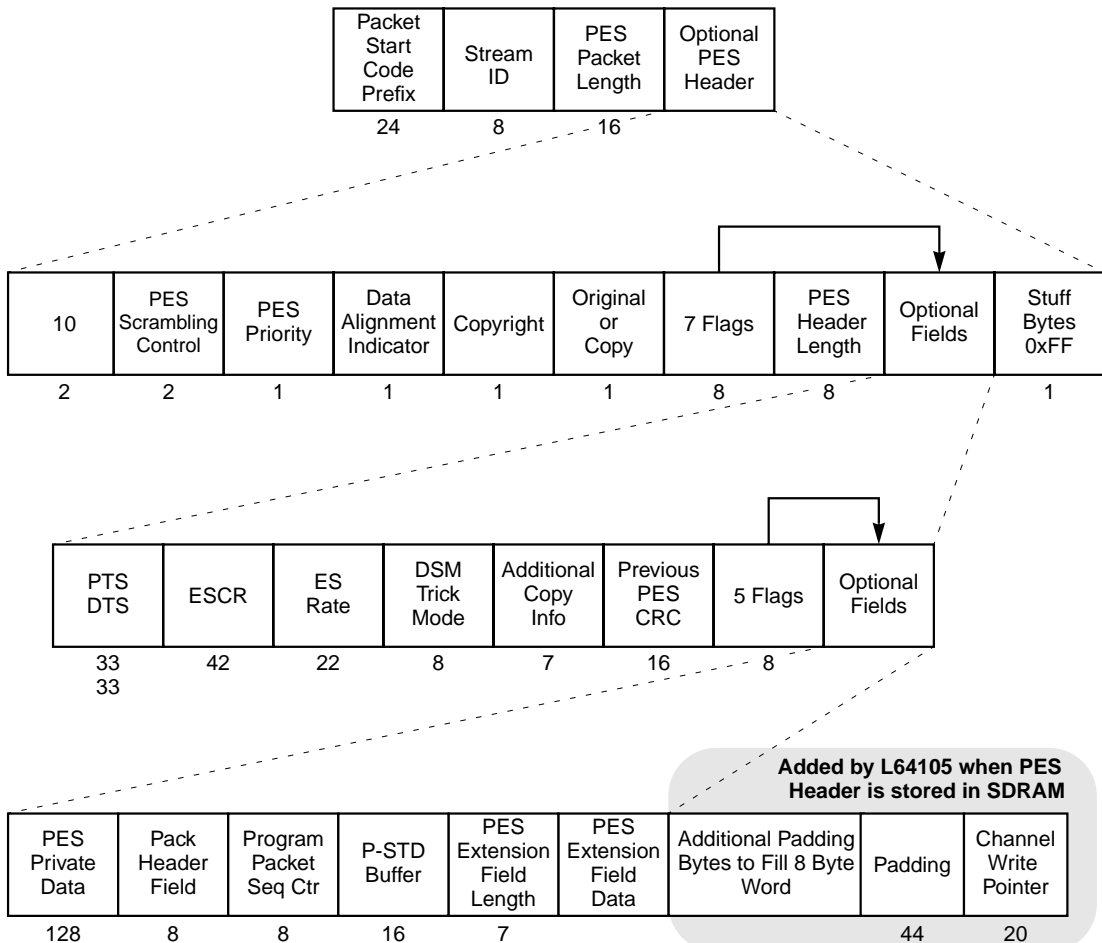 Packet
Start
Code
Prefix
Stream
ID
PES
Packet
Length
Optional
PES
Header
24
8
16
10
PES
Scrambling
Control
PES
Priority
Data
Alignment
Indicator
Copyright
Original
or
Copy
7 Flags
PES
Header
Length
Optional
Fields
Stuff
Bytes
0xFF
2
2
1
1
1
1
8
8
1
PTS
DTS
ESCR
ES
Rate
DSM
Trick
Mode
Additional
Copy
Info
Previous
PES
CRC
5 Flags
Optional
Fields
33
33
42
22
8
7
16
8
Added by L64105 when PES
Header is stored in SDRAM
PES
Private
Data
Pack
Header
Field
Program
Packet
Seq Ctr
P-STD
Buffer
PES
Extension
Field
Length
PES
Extension
Field
Data
Additional Padding
Bytes to Fill 8 Byte
Word
Padding
Channel
Write
Pointer
128
8
8
16
7
44
20